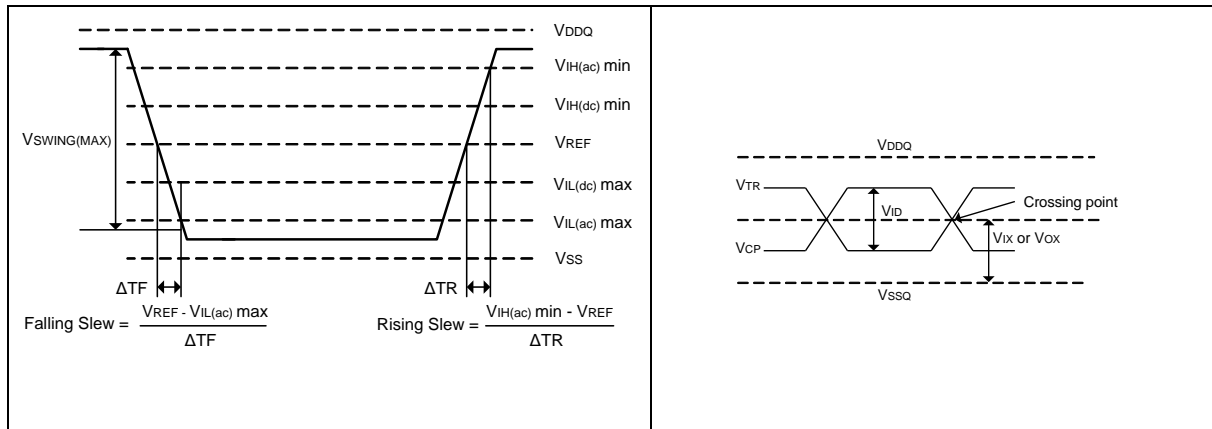 VDDQ
VIH(ac) min
VIH(dc) min
VSWING(MAX)
VREF
VIL(dc) max
VIL(ac) max
VSS
ΔTF
ΔTR
Falling Slew = VREF - VIL(ac) max
ΔTF
Rising Slew = VIH(ac) min - VREF
ΔTR
VDDQ
VTR
VID
Crossing point
VIX or VOX
VCP
VSSQ